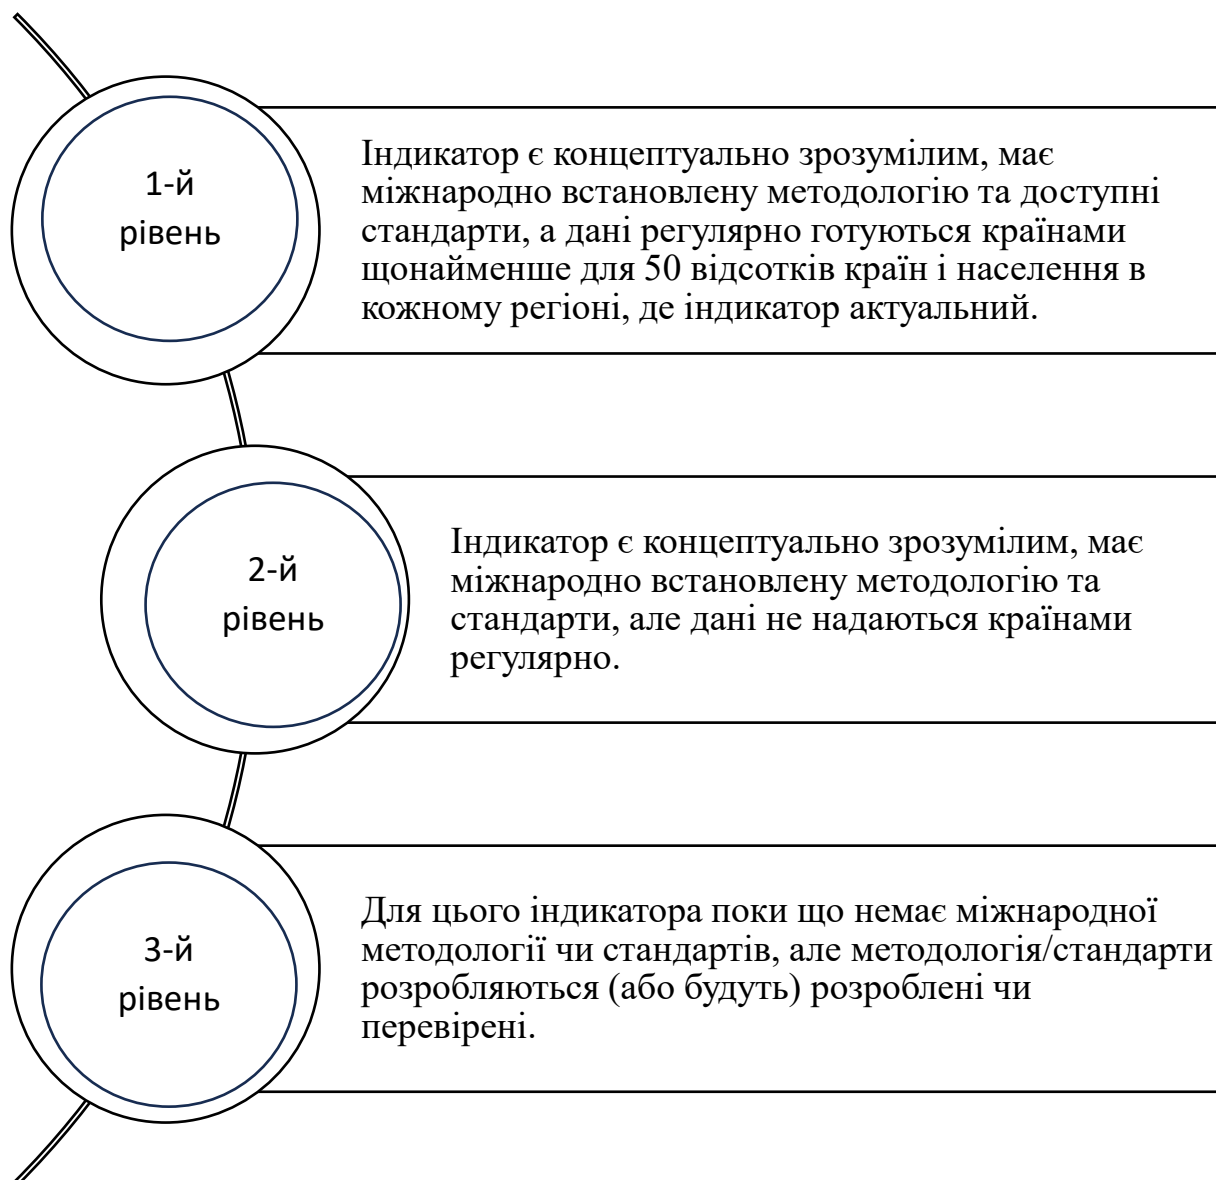 1-й
рівень
Індикатор є концептуально зрозумілим, має
міжнародно встановлену методологію та доступні
стандарти, а дані регулярно готуються країнами
щонайменше для 50 відсотків країн і населення в
кожному регіоні, де індикатор актуальний.
2-й
рівень
Індикатор є концептуально зрозумілим, має
міжнародно встановлену методологію та
стандарти, але дані не надаються країнами
регулярно.
3-й
рівень
Для цього індикатора поки що немає міжнародної
методології чи стандартів, але методологія/стандарти
розробляються (або будуть) розроблені чи
перевірені.